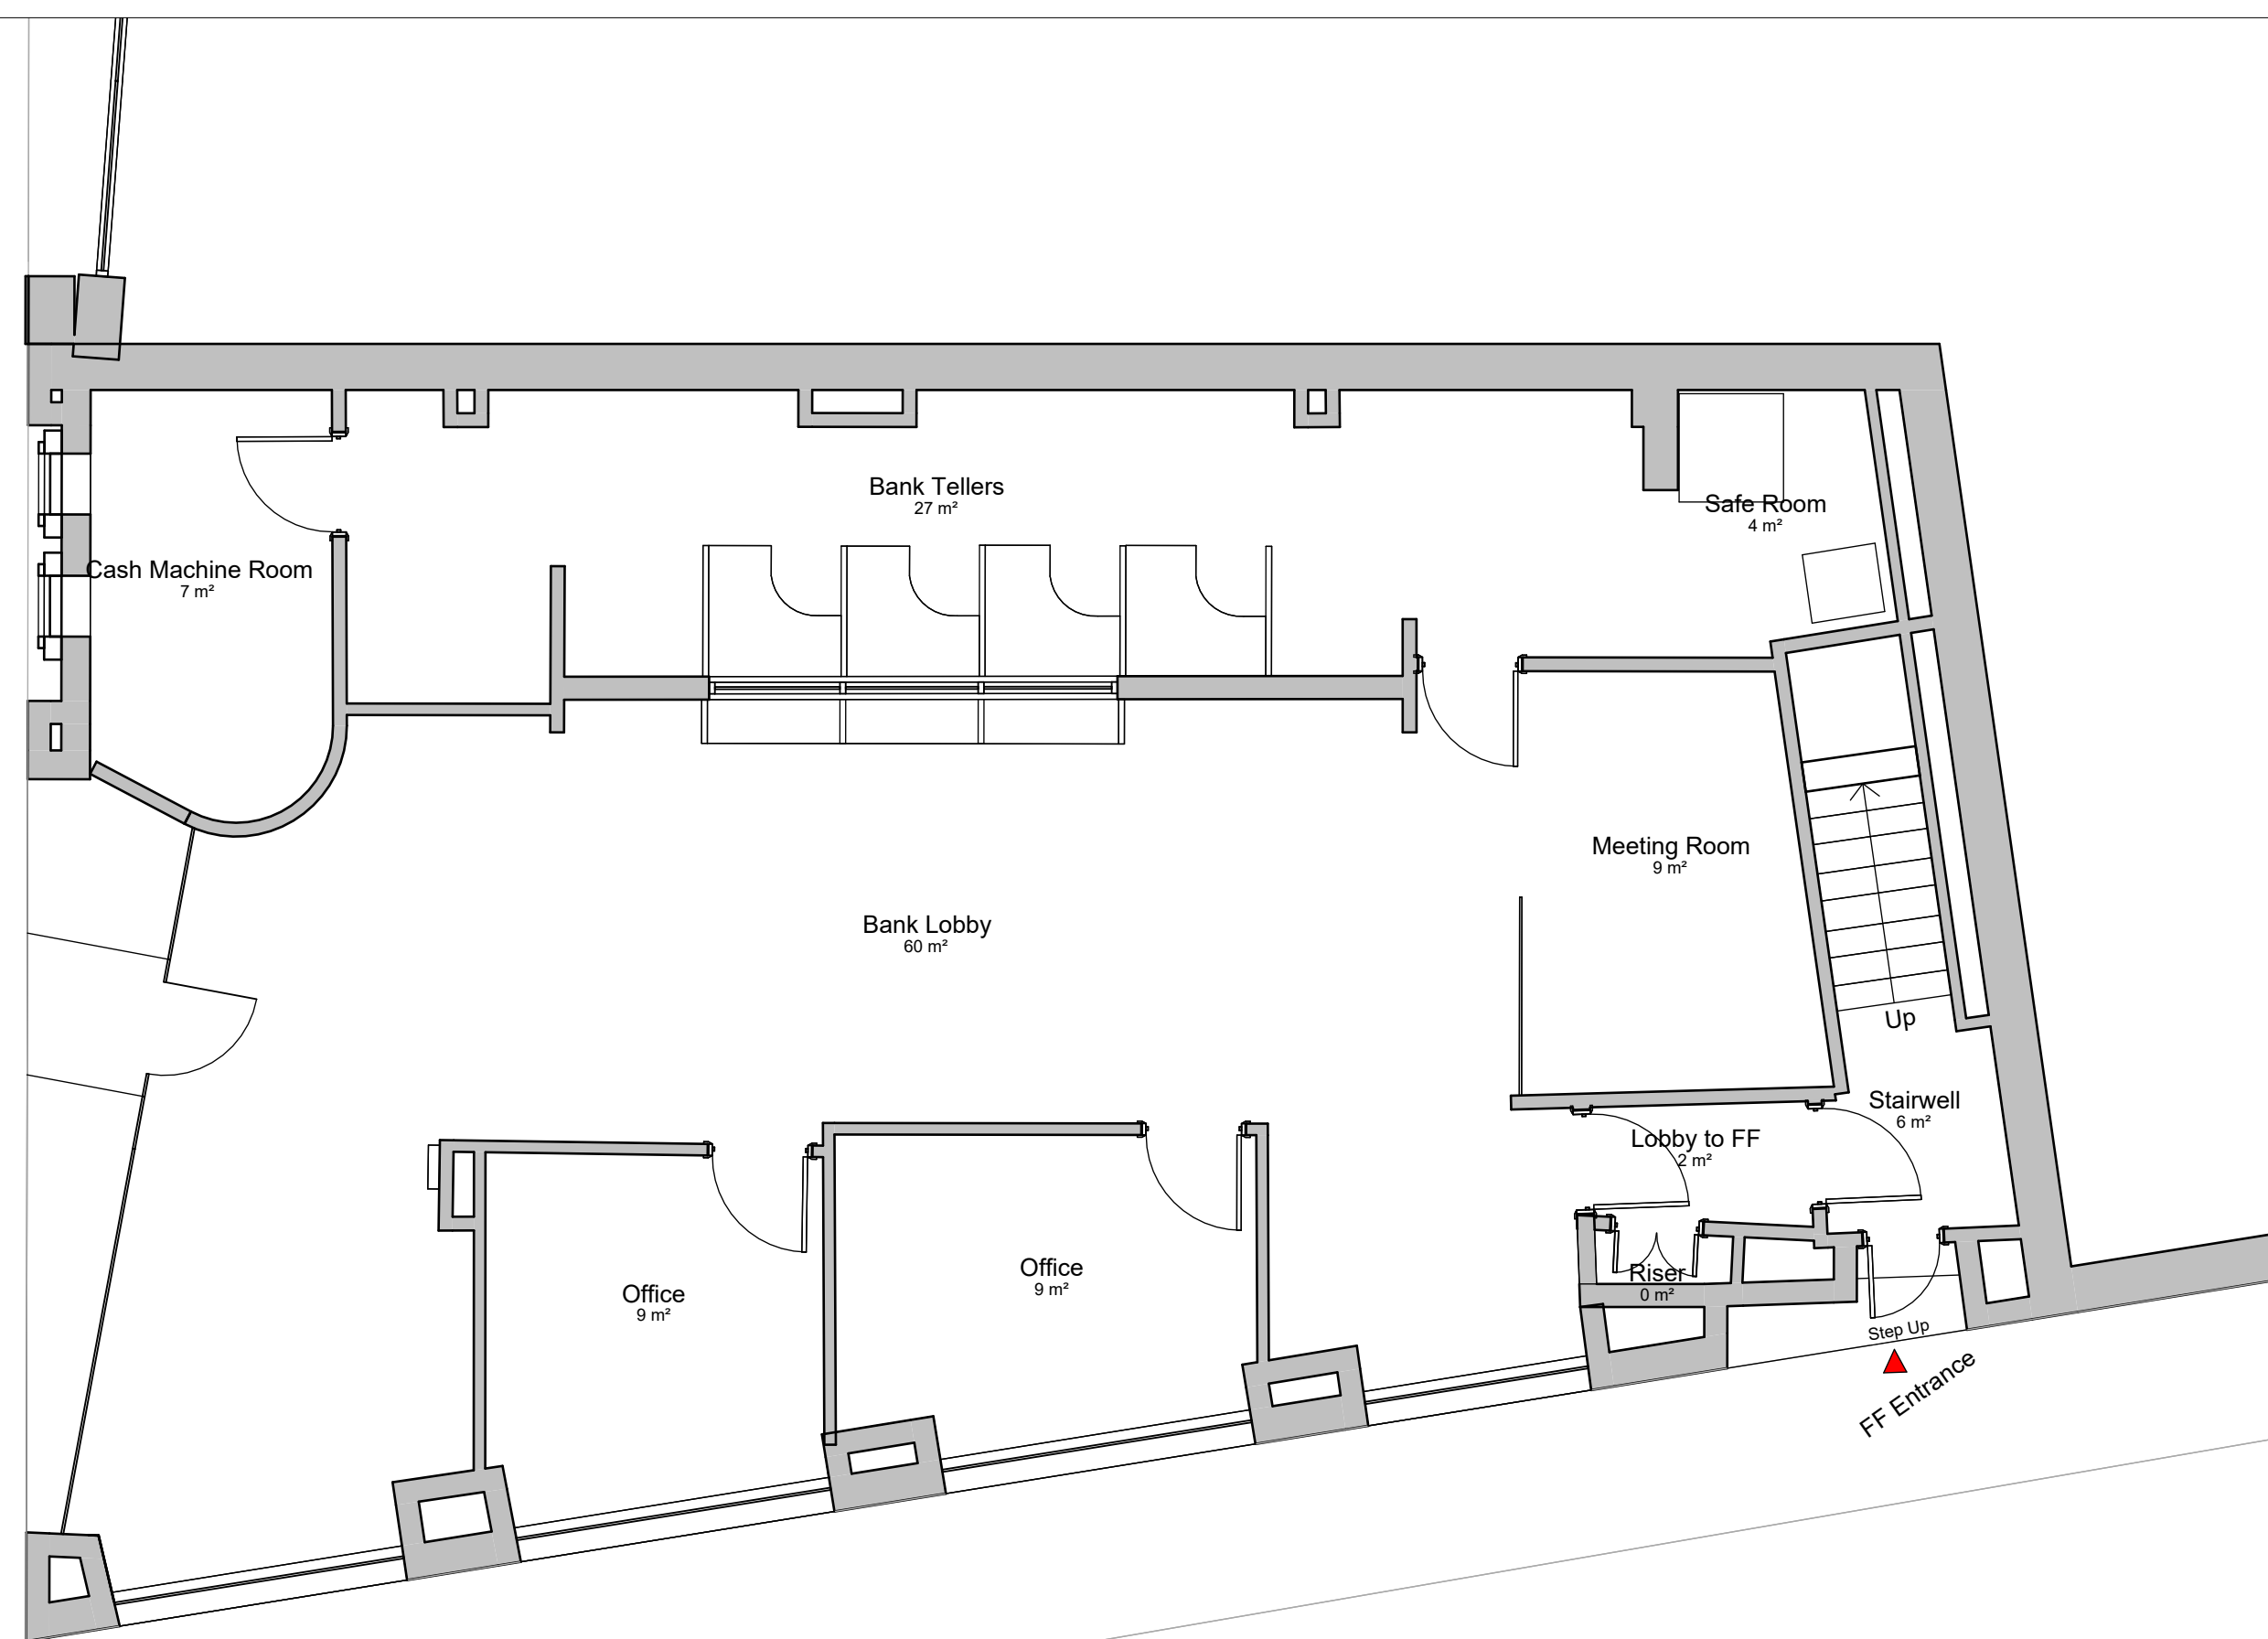 Bank Tellers
27 m²
Safe Room
4 m²
Cash Machine Room
7 m²
Meeting Room
9 m²
Bank Lobby
60 m²
Up
Stairwell
6 m²
Lobby to FF
2 m²
Office
9 m²
Office
9 m²
Riser
0 m²
Step Up
FF Entrance